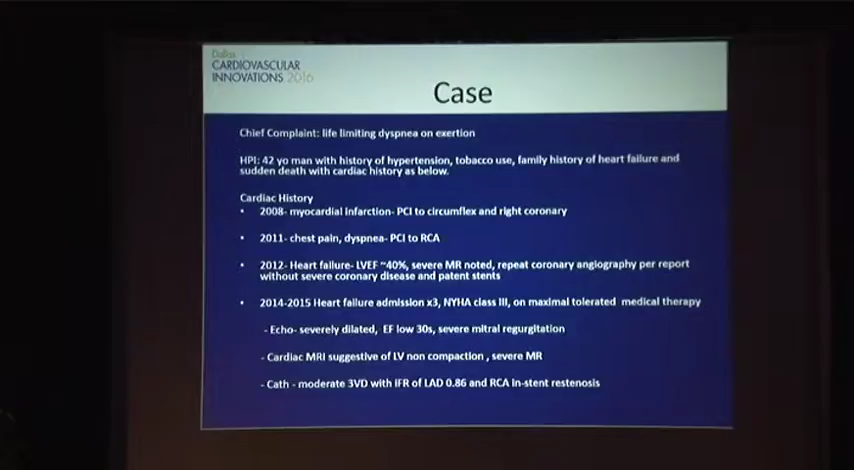 Dallas
CARDIOVASCULAR
INNOVATIONS 2016
Case
Chief Complaint: life limiting dyspnea on exertion
HPI: 42 yo man with history of hypertension, tobacco use, family history of heart failure and
sudden death with cardiac history as below.
Cardiac History
• 2008- myocardial infarction- PCI to circumflex and right coronary
• 2011- chest pain, dyspnea- PCI to RCA
• 2012- Heart failure- LVEF ~40%, severe MR noted, repeat coronary angiography per report
without severe coronary disease and patent stents
• 2014-2015 Heart failure admission x3, NYHA class III, on maximal tolerated medical therapy
- Echo- severely dilated, EF low 30s, severe mitral regurgitation
- Cardiac MRI suggestive of LV non compaction , severe MR
- Cath - moderate 3VD with iFR of LAD 0.86 and RCA in-stent restenosis